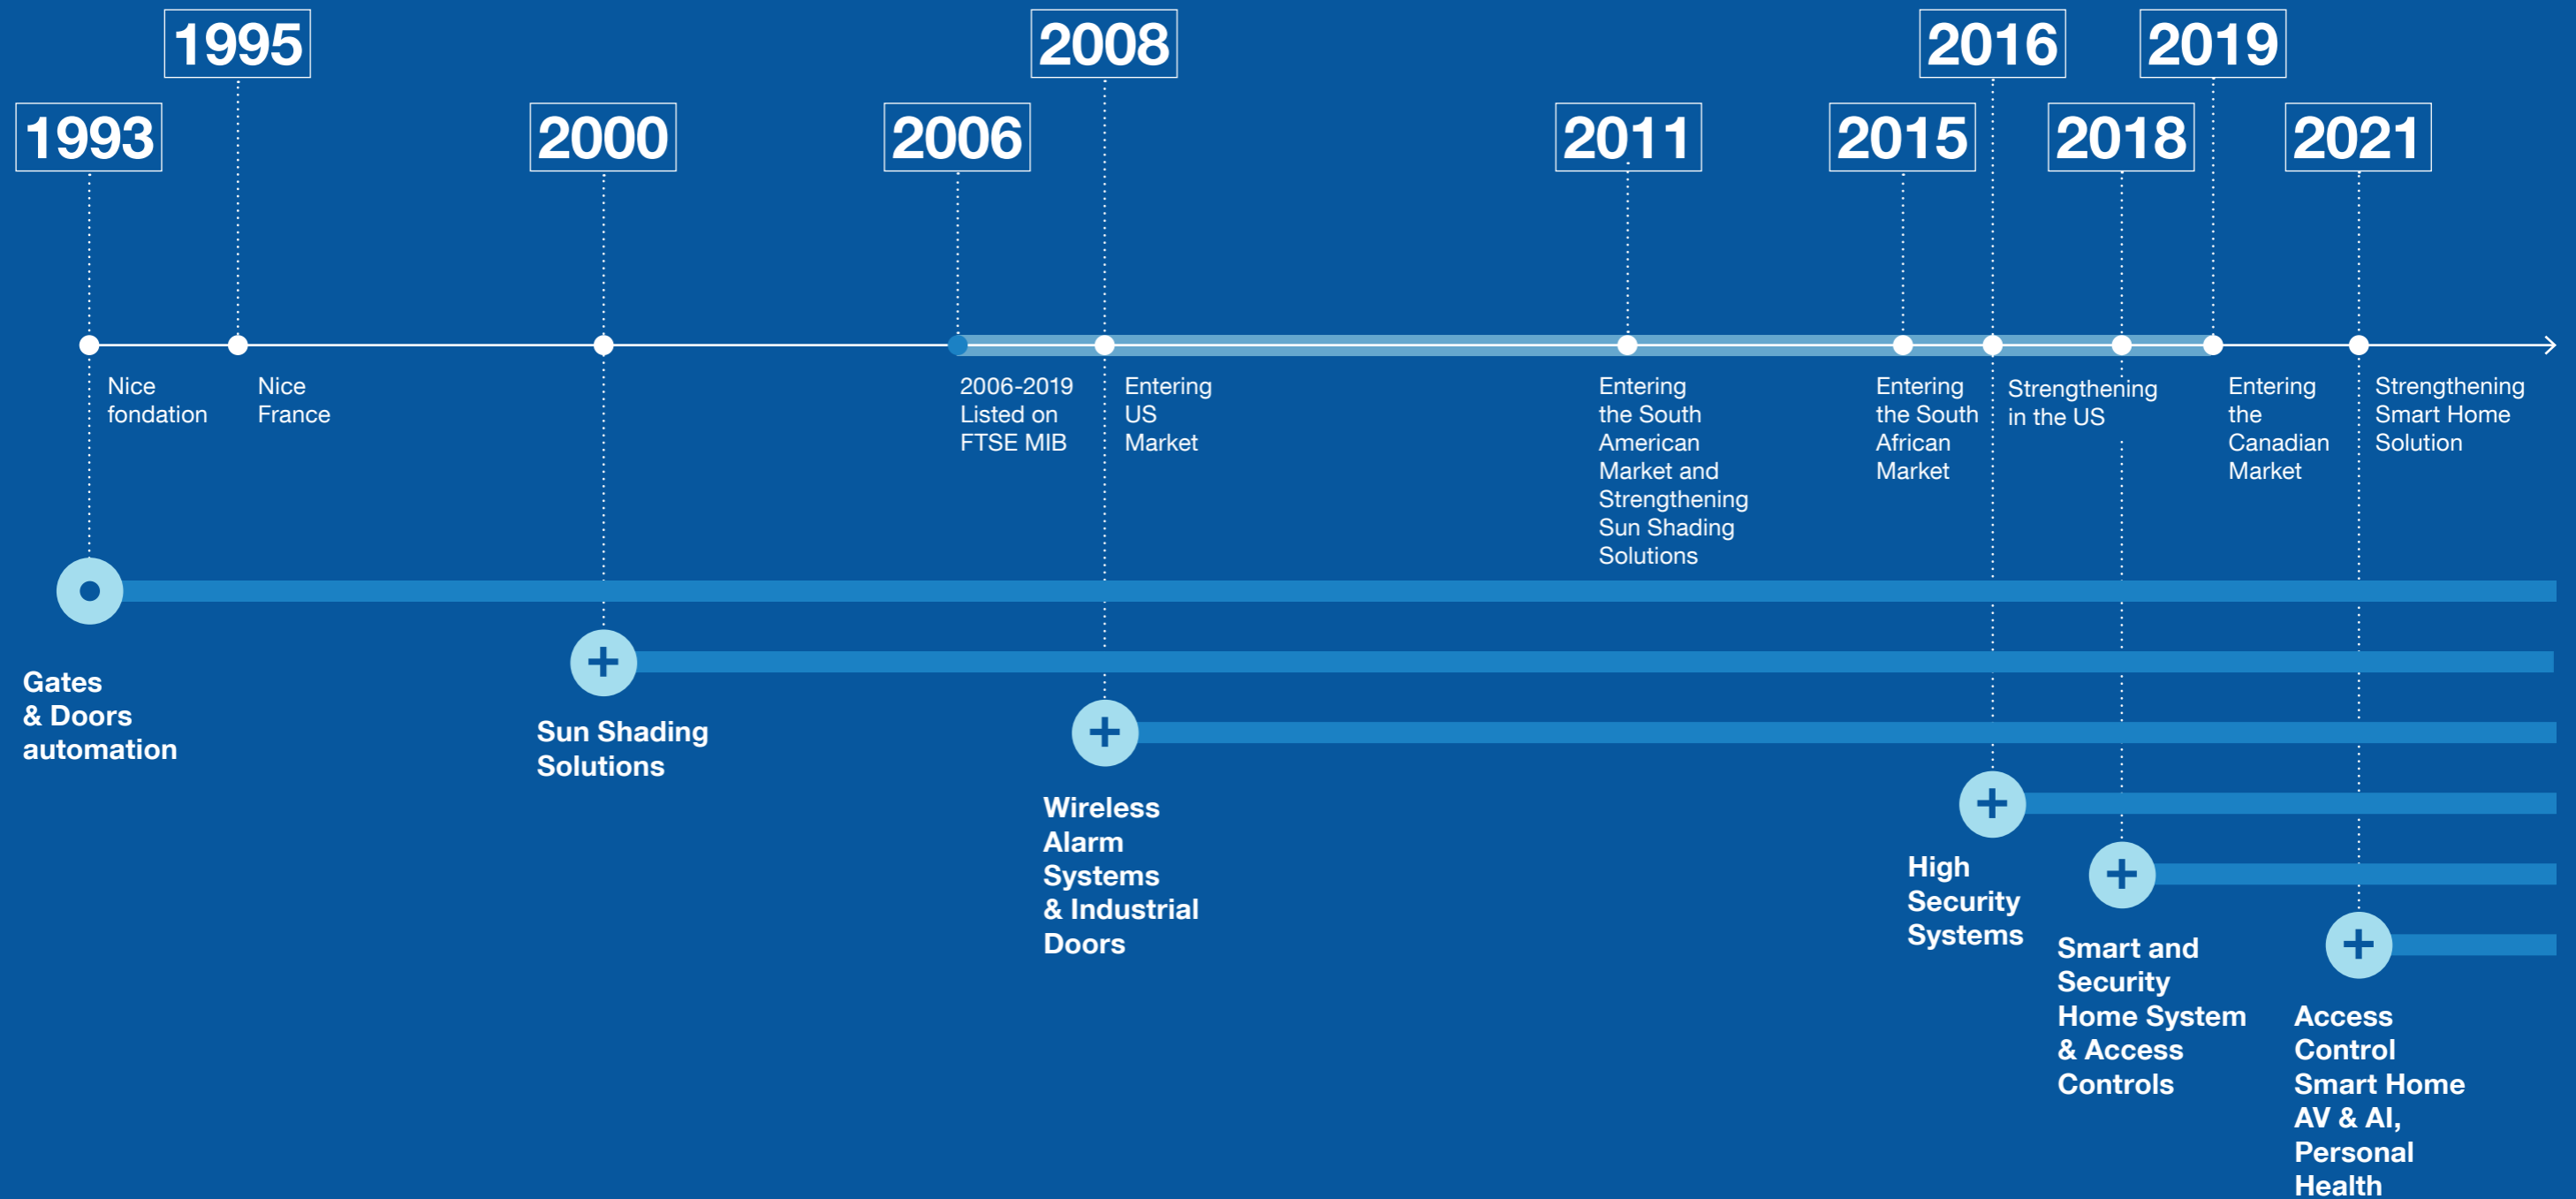 1995
2008
2016
2019
1993
2000
2006
2011
2015
2018
2021
Nice
fondation
Nice
France
2006-2019
Listed on
FTSE MIB
Entering
US
Market
Entering
the South
American
Market and
Strengthening
Sun Shading
Solutions
Entering
the South
African
Market
Strengthening
in the US
Entering
the
Canadian
Market
Strengthening
Smart Home
Solution
Gates
& Doors
automation
Sun Shading
Solutions
Wireless
Alarm
Systems
& Industrial
Doors
High
Security
Systems
Smart and
Security
Home System
& Access
Controls
Access
Control
Smart Home
AV & AI,
Personal
Health